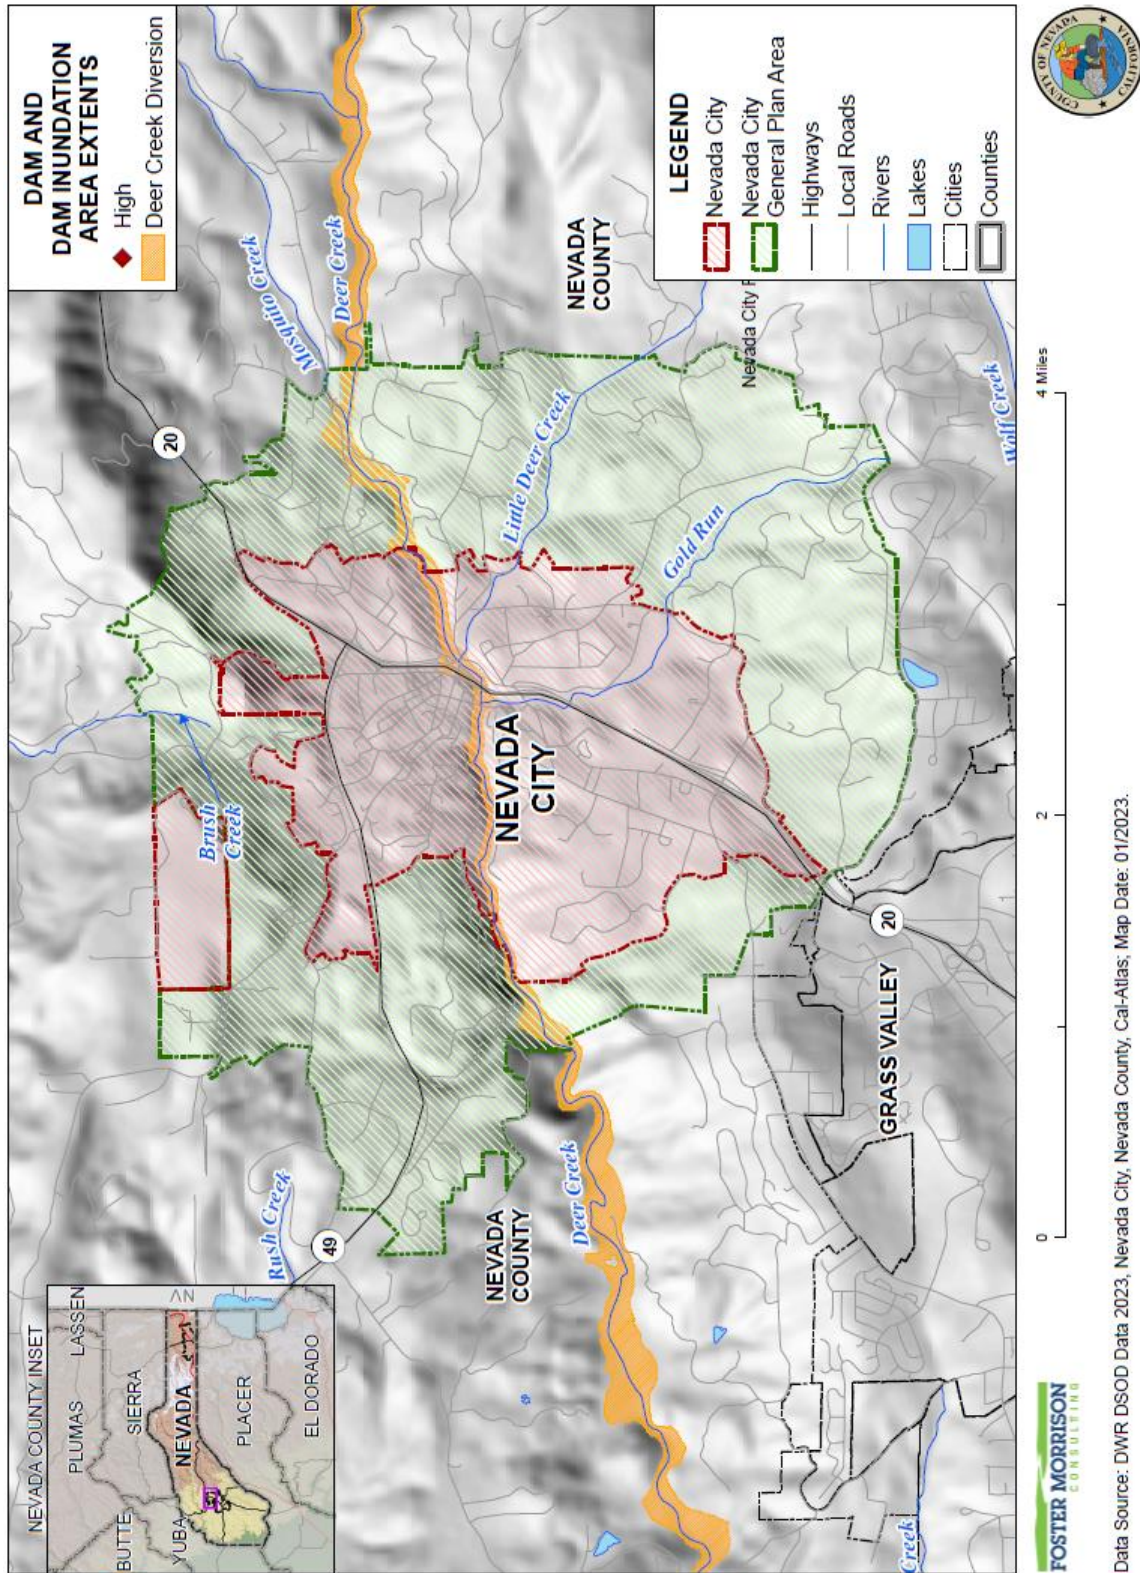 NEVADA COUNTY INSET
PLUMAS
LASSEN
BUTTE
SIERRA
YUBA
NEVADA
PLACER
EL DORADO
NV
DAM AND
DAM INUNDATION
AREA EXTENTS
High
Deer Creek Diversion
20
Mosquito Creek
Deer Creek
Brush
Creek
Rush Creek
49
NEVADA
COUNTY
Little Deer Creek
Gold Run
NEVADA
CITY
NEVADA
COUNTY
Deer Creek
Nevada City
20
GRASS VALLEY
Wolf Creek
Creek
LEGEND
Nevada City
Nevada City
General Plan Area
Highways
Local Roads
Rivers
Lakes
Cities
Counties
0
2
4 Miles
FOSTER MORRISON
CONSULTING
COUNTY OF NEVADA
CALIFORNIA
Data Source: DWR DSOD Data 2023, Nevada City, Nevada County, Cal-Atlas; Map Date: 01/2023.